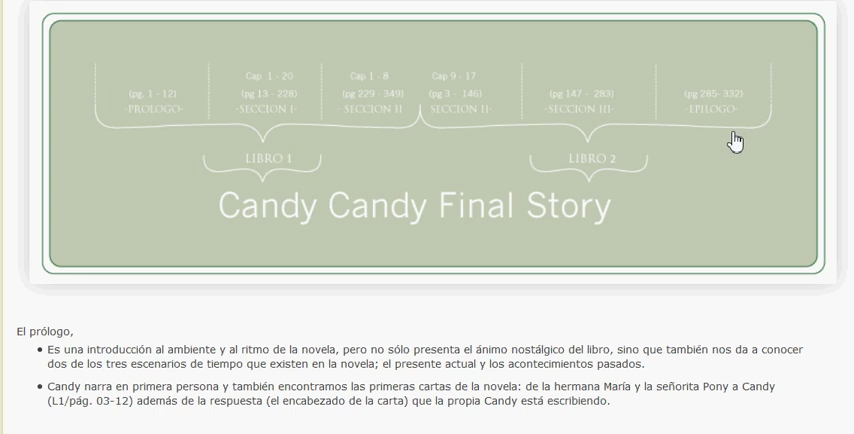 Cap 1 - 20 Cap 1 - 8 Cap 9 - 17
(pg. 1 - 12) (pg 13 - 228) (pg 229 - 349) (pg 3 - 146) (pg 147 - 283) (pg 285- 332)
-PROLOGO- -SECCION I- - SECCION II SECCION II- -SECCION III- -EPILOGO-
LIBRO 1 LIBRO 2
Candy Candy Final Story
El prólogo,
• Es una introducción al ambiente y al ritmo de la novela, pero no sólo presenta el ánimo nostálgico del libro, sino que también nos da a conocer
dos de los tres escenarios de tiempo que existen en la novela; el presente actual y los acontecimientos pasados.
• Candy narra en primera persona y también encontramos las primeras cartas de la novela: de la hermana María y la señorita Pony a Candy
(L1/pág. 03-12) además de la respuesta (el encabezado de la carta) que la propia Candy está escribiendo.